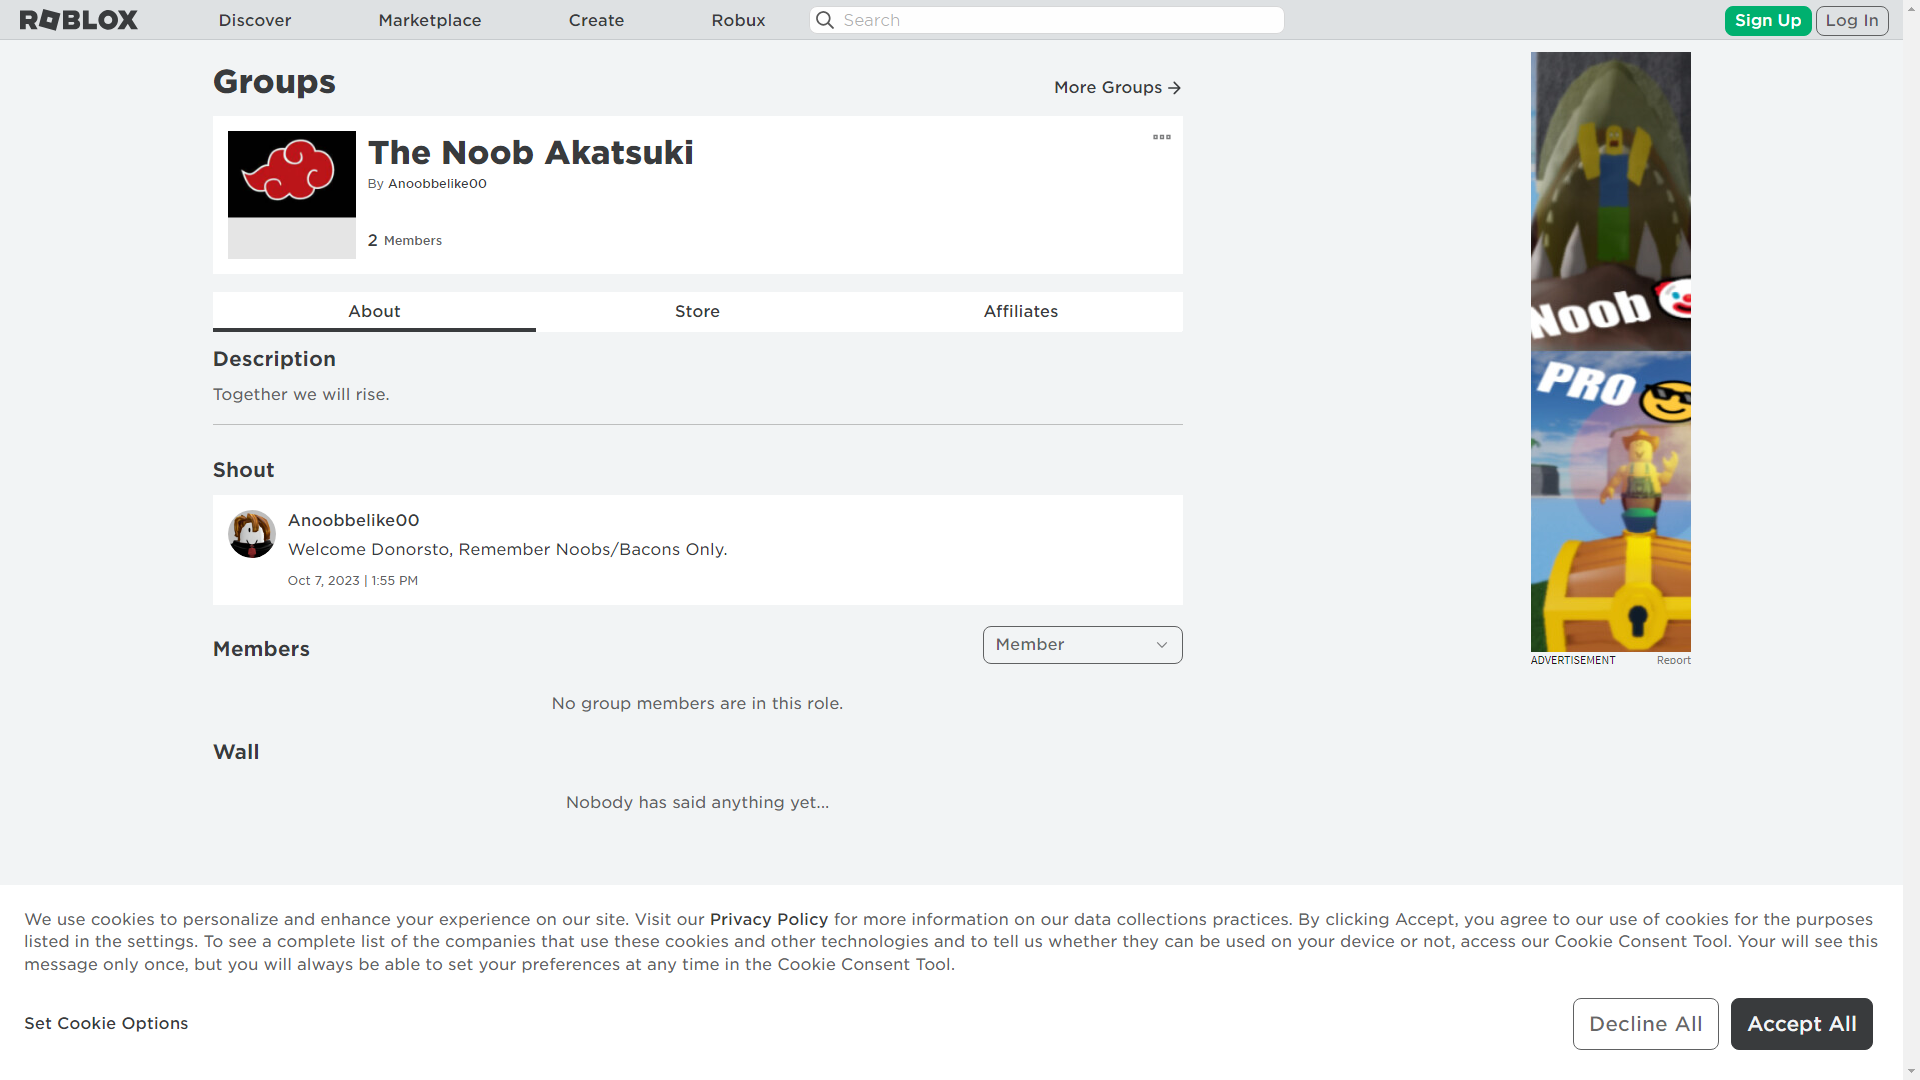 ROBLOX
Discover
Marketplace
Create
Robux
Search
Sign Up
Log In
Groups
More Groups
The Noob Akatsuki
By Anoobbelike00
2 Members
About
Store
Affiliates
Description
Together we will rise.
Shout
Anoobbelike00
Welcome Donorsto, Remember Noobs/Bacons Only.
Oct 7, 2023 | 1:55 PM
Members
Member
No group members are in this role.
Wall
Nobody has said anything yet...
Noob
PRO
ADVERTISEMENT
Report
We use cookies to personalize and enhance your experience on our site. Visit our Privacy Policy for more information on our data collections practices. By clicking Accept, you agree to our use of cookies for the purposes
listed in the settings. To see a complete list of the companies that use these cookies and other technologies and to tell us whether they can be used on your device or not, access our Cookie Consent Tool. Your will see this
message only once, but you will always be able to set your preferences at any time in the Cookie Consent Tool.
Set Cookie Options
Decline All
Accept All